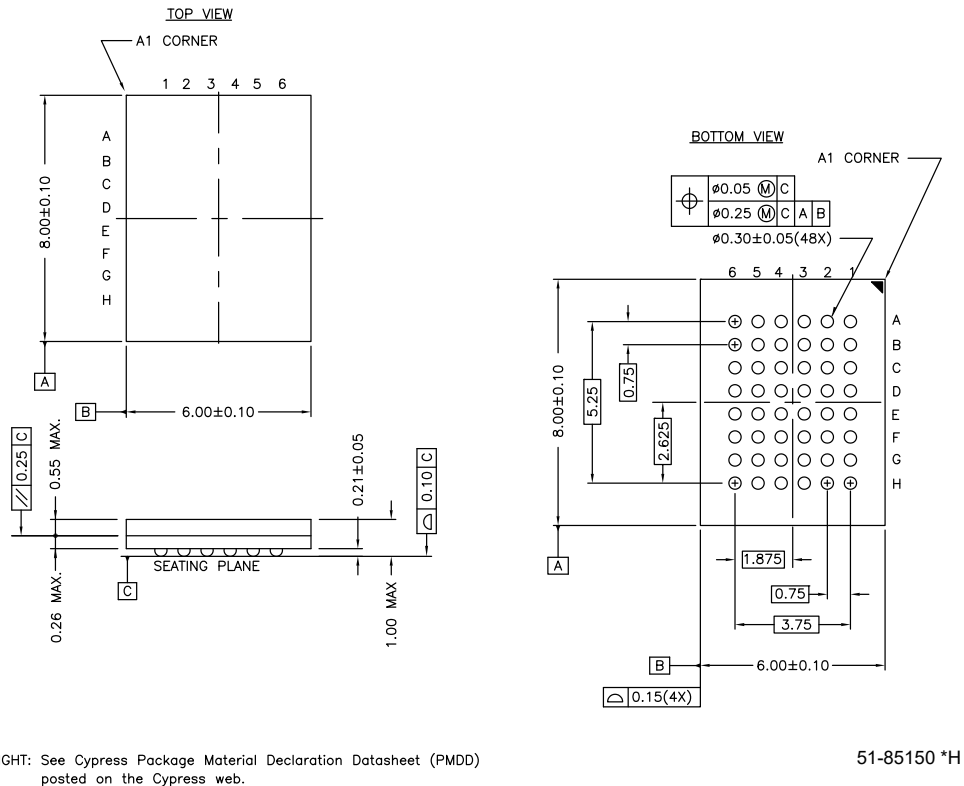 TOP VIEW
A1 CORNER
1 2 3 4 5 6
A
B
C
D
E
F
G
H
8.00±0.10
A
B
6.00±0.10
// 0.25 C
0.55 MAX.
0.21±0.05
0.10 C
SEATING PLANE
C
0.26 MAX.
1.00 MAX
BOTTOM VIEW
A1 CORNER
ø0.05 Ⓜ C
ø0.25 Ⓜ C A B
ø0.30±0.05(48X)
6 5 4 3 2 1
A
B
C
D
E
F
G
H
8.00±0.10
5.25
0.75
2.625
A
1.875
0.75
3.75
B
6.00±0.10
0.15(4X)
GHT: See Cypress Package Material Declaration Datasheet (PMDD)
posted on the Cypress web.
51-85150 *H